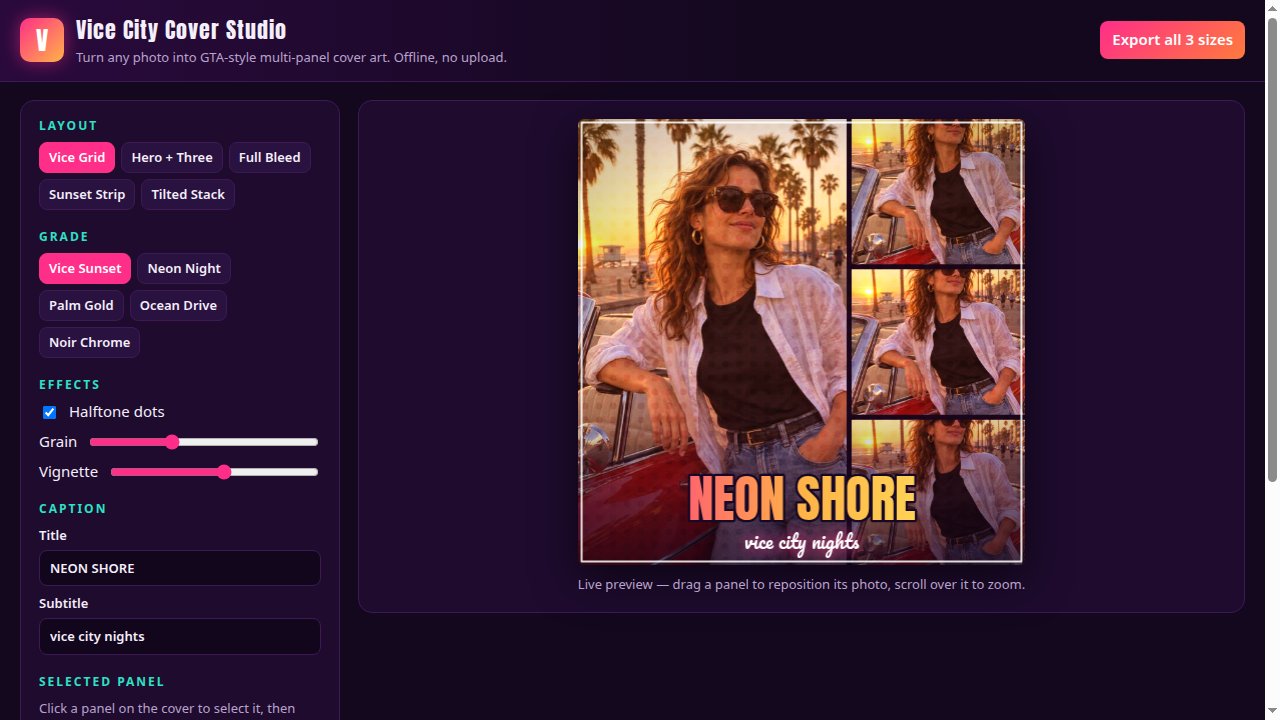 V
Vice City Cover Studio
Turn any photo into GTA-style multi-panel cover art. Offline, no upload.
Export all 3 sizes
LAYOUT
Vice Grid
Hero + Three
Full Bleed
Sunset Strip
Tilted Stack
GRADE
Vice Sunset
Neon Night
Palm Gold
Ocean Drive
Noir Chrome
EFFECTS
Halftone dots
Grain
Vignette
CAPTION
Title
NEON SHORE
Subtitle
vice city nights
SELECTED PANEL
Click a panel on the cover to select it, then
NEON SHORE
vice city nights
Live preview — drag a panel to reposition its photo, scroll over it to zoom.